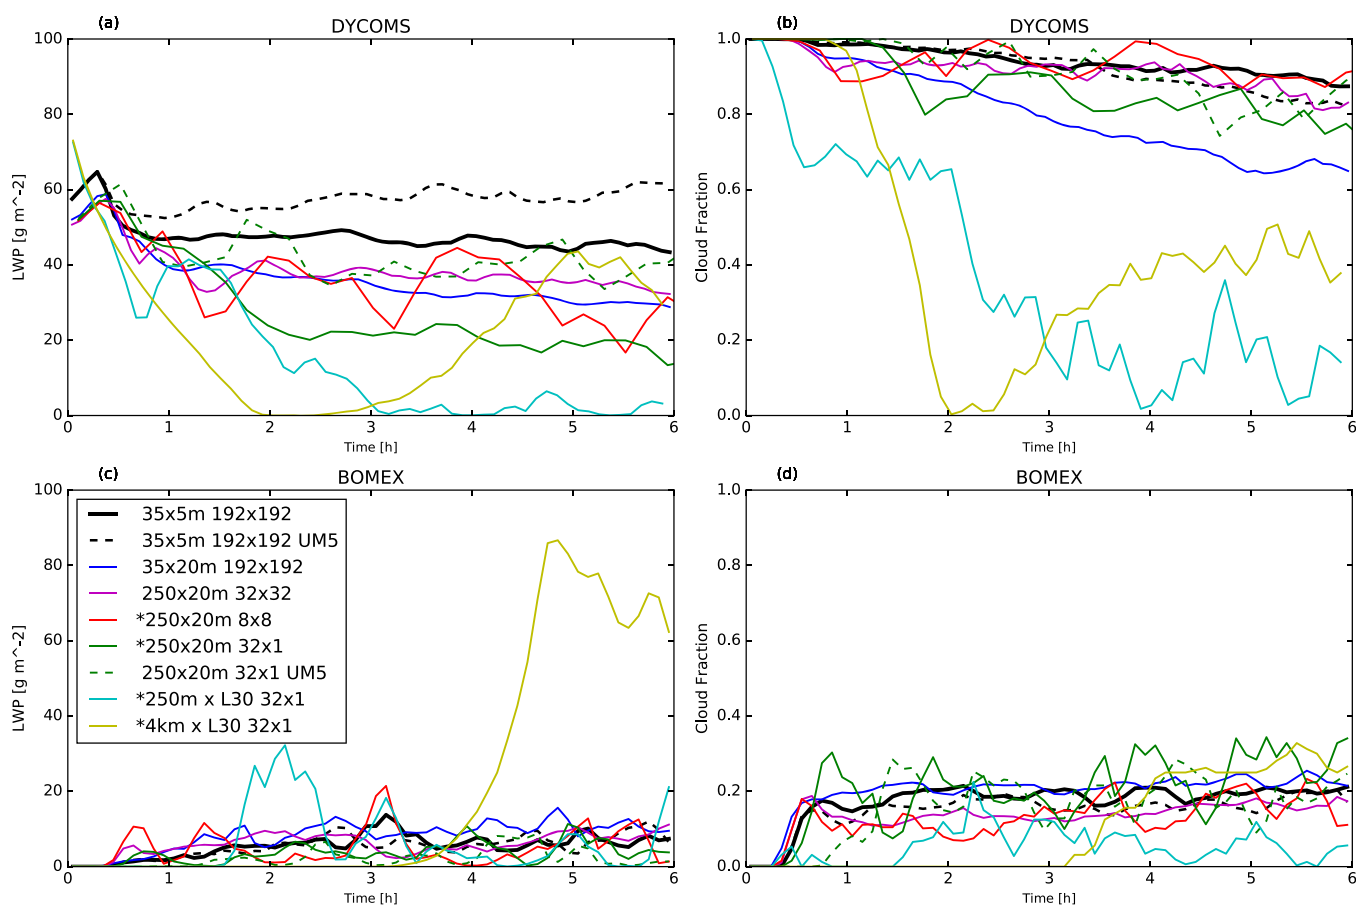 (a) DYCOMS
100
80
60
40
20
0
LWP [g m^-2]
0 1 2 3 4 5 6
Time [h]
(b) DYCOMS
1.0
0.8
0.6
0.4
0.2
0.0
Cloud Fraction
0 1 2 3 4 5 6
Time [h]
(c) BOMEX
100
80
60
40
20
0
LWP [g m^-2]
35x5m 192x192
35x5m 192x192 UM5
35x20m 192x192
250x20m 32x32
*250x20m 8x8
*250x20m 32x1
250x20m 32x1 UM5
*250m x L30 32x1
*4km x L30 32x1
0 1 2 3 4 5 6
Time [h]
(d) BOMEX
1.0
0.8
0.6
0.4
0.2
0.0
Cloud Fraction
0 1 2 3 4 5 6
Time [h]